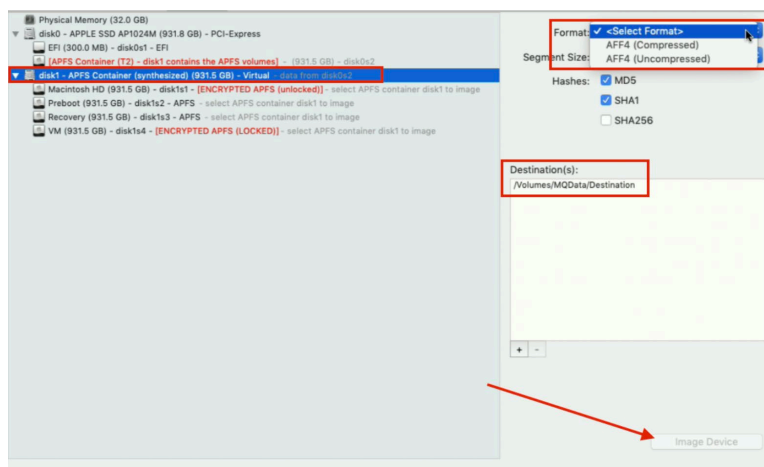 Physical Memory (32.0 GB)
disk0 - APPLE SSD AP1024M (931.8 GB) - PCI-Express
EFI (300.0 MB) - disk0s1 - EFI
[APFS Container (T2) - disk1 contains the APFS volumes] - (931.5 GB) - disk0s2
disk1 - APFS Container (synthesized) (931.5 GB) - Virtual - data from disk0s2
Macintosh HD (931.5 GB) - disk1s1 - [ENCRYPTED APFS (unlocked)] - select APFS container disk1 to image
Preboot (931.5 GB) - disk1s2 - APFS - select APFS container disk1 to image
Recovery (931.5 GB) - disk1s3 - APFS - select APFS container disk1 to image
VM (931.5 GB) - disk1s4 - [ENCRYPTED APFS (LOCKED)] - select APFS container disk1 to image
Format: ✓ <Select Format>
AFF4 (Compressed)
Segment Size: AFF4 (Uncompressed)
Hashes: MD5
SHA1
SHA256
Destination(s):
/Volumes/MQData/Destination
+ -
Image Device